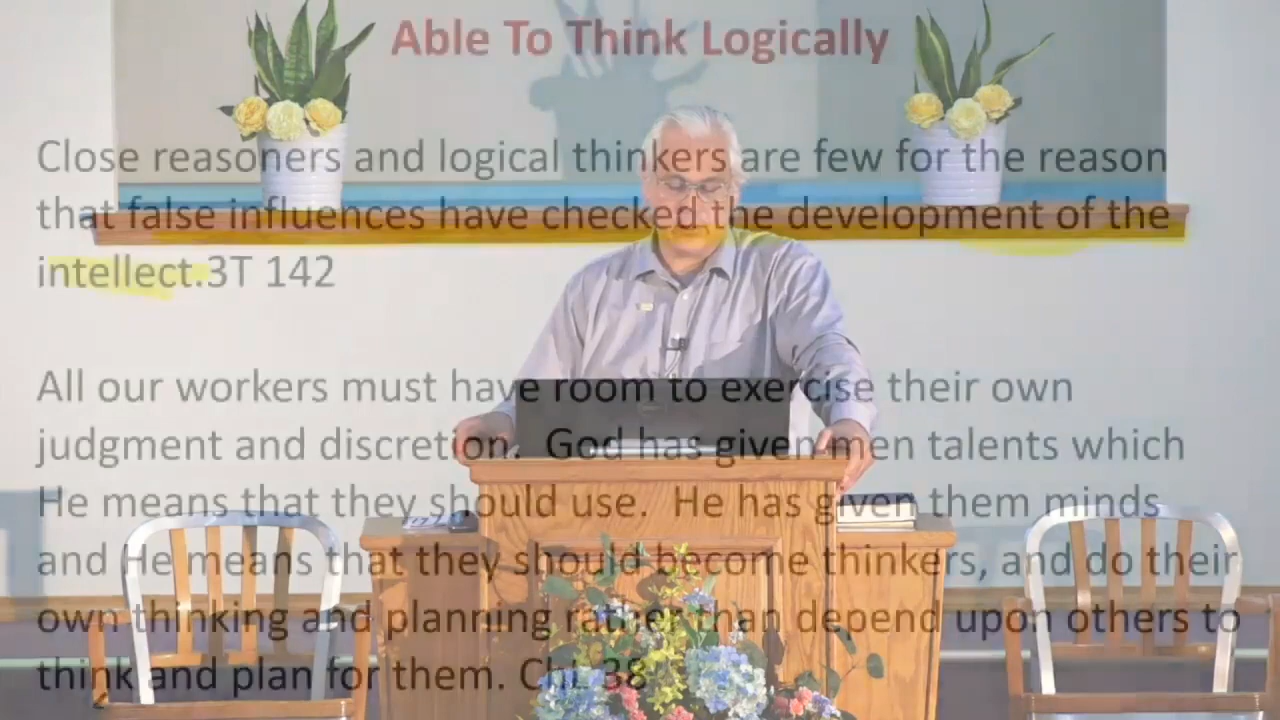 Able To Think Logically
Close reasoners and logical thinkers are few for the reason
that false influences have checked the development of the
intellect.3T 142
All our workers must have room to exercise their own
judgment and discretion.  God has given men talents which
He means that they should use.  He has given them minds
and He means that they should become thinkers, and do their
own thinking and planning rather than depend upon others to
think and plan for them. ChL 38